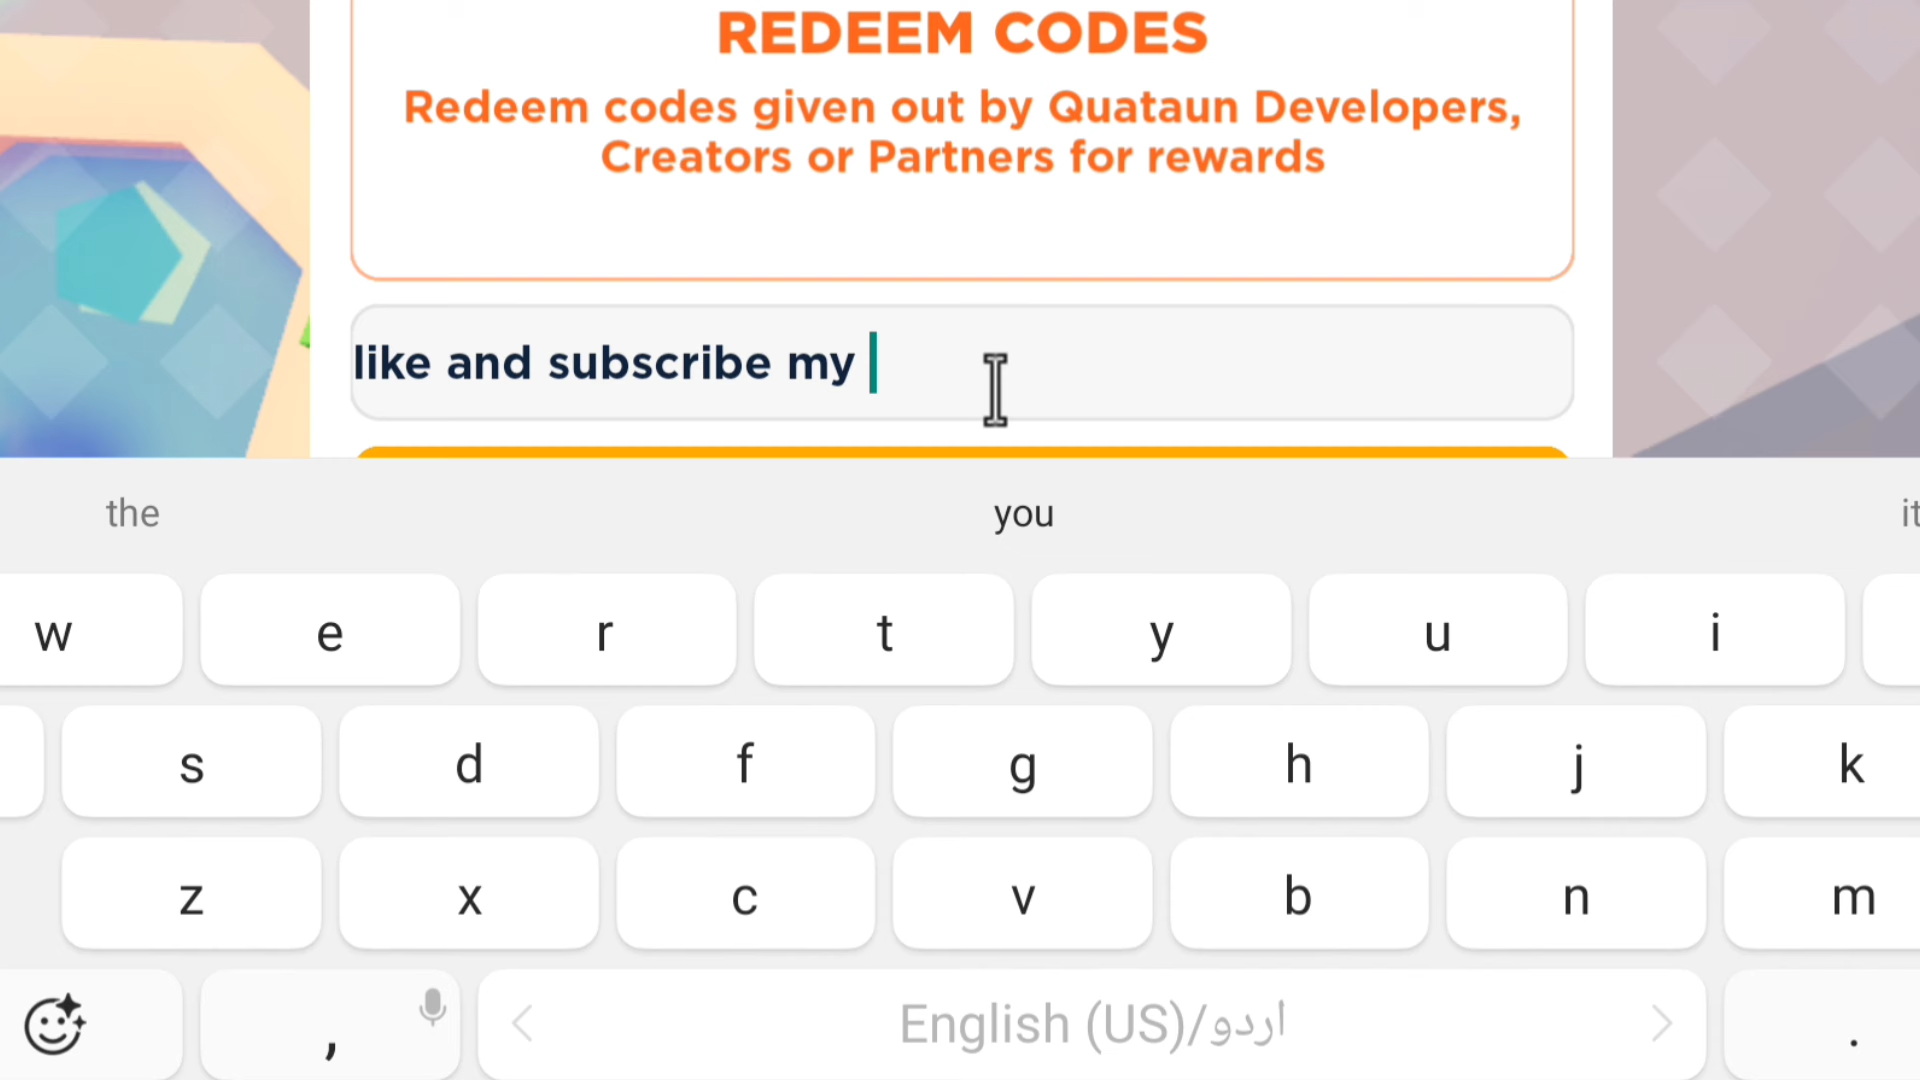 REDEEM CODES
Redeem codes given out by Quataun Developers,
Creators or Partners for rewards
like and subscribe my
the you it
w e r t y u i
s d f g h j k
z x c v b n m
, English (US)/اردو .